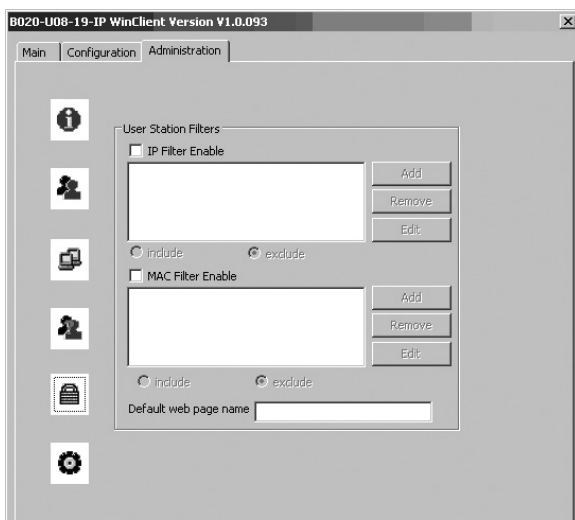 B020-U08-19-IP WinClient Version V1.0.093
Main Configuration Administration
User Station Filters
IP Filter Enable
Add
Remove
Edit
include exclude
MAC Filter Enable
Add
Remove
Edit
include exclude
Default web page name